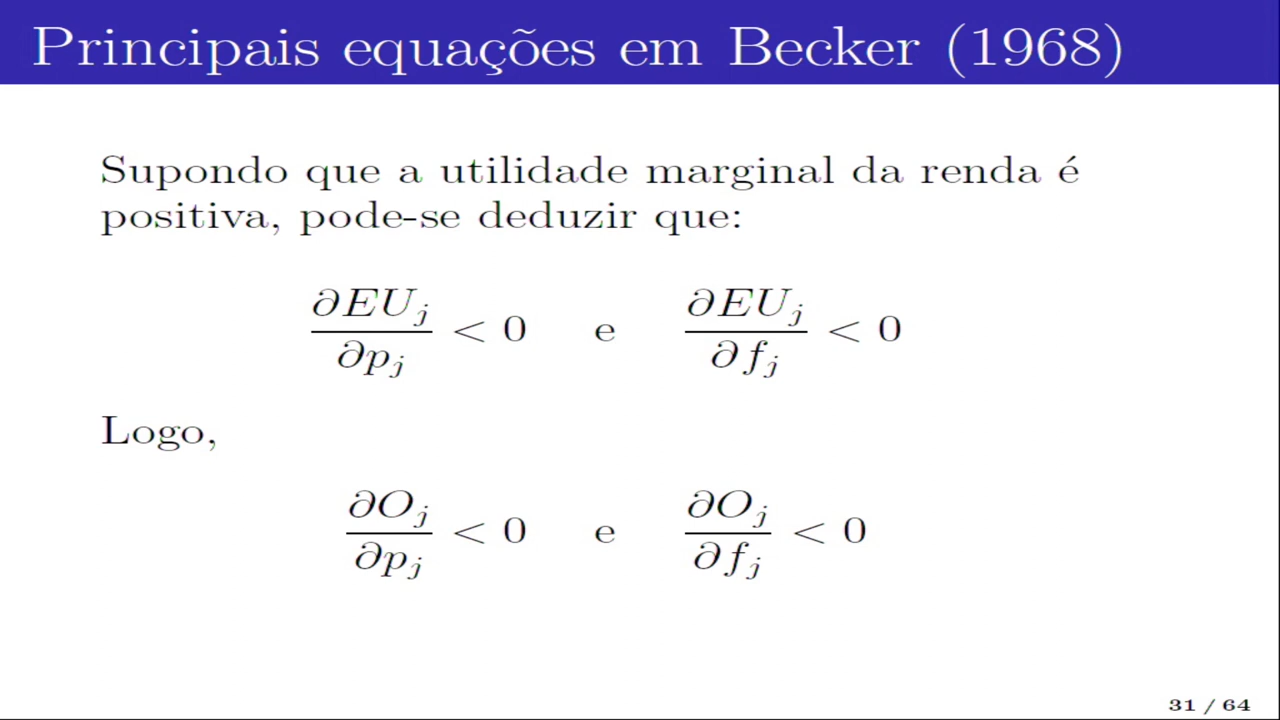 Principais equações em Becker (1968)
Supondo que a utilidade marginal da renda é
positiva, pode-se deduzir que:
∂EU_j/∂p_j < 0 e ∂EU_j/∂f_j < 0
Logo,
∂O_j/∂p_j < 0 e ∂O_j/∂f_j < 0
31 / 64